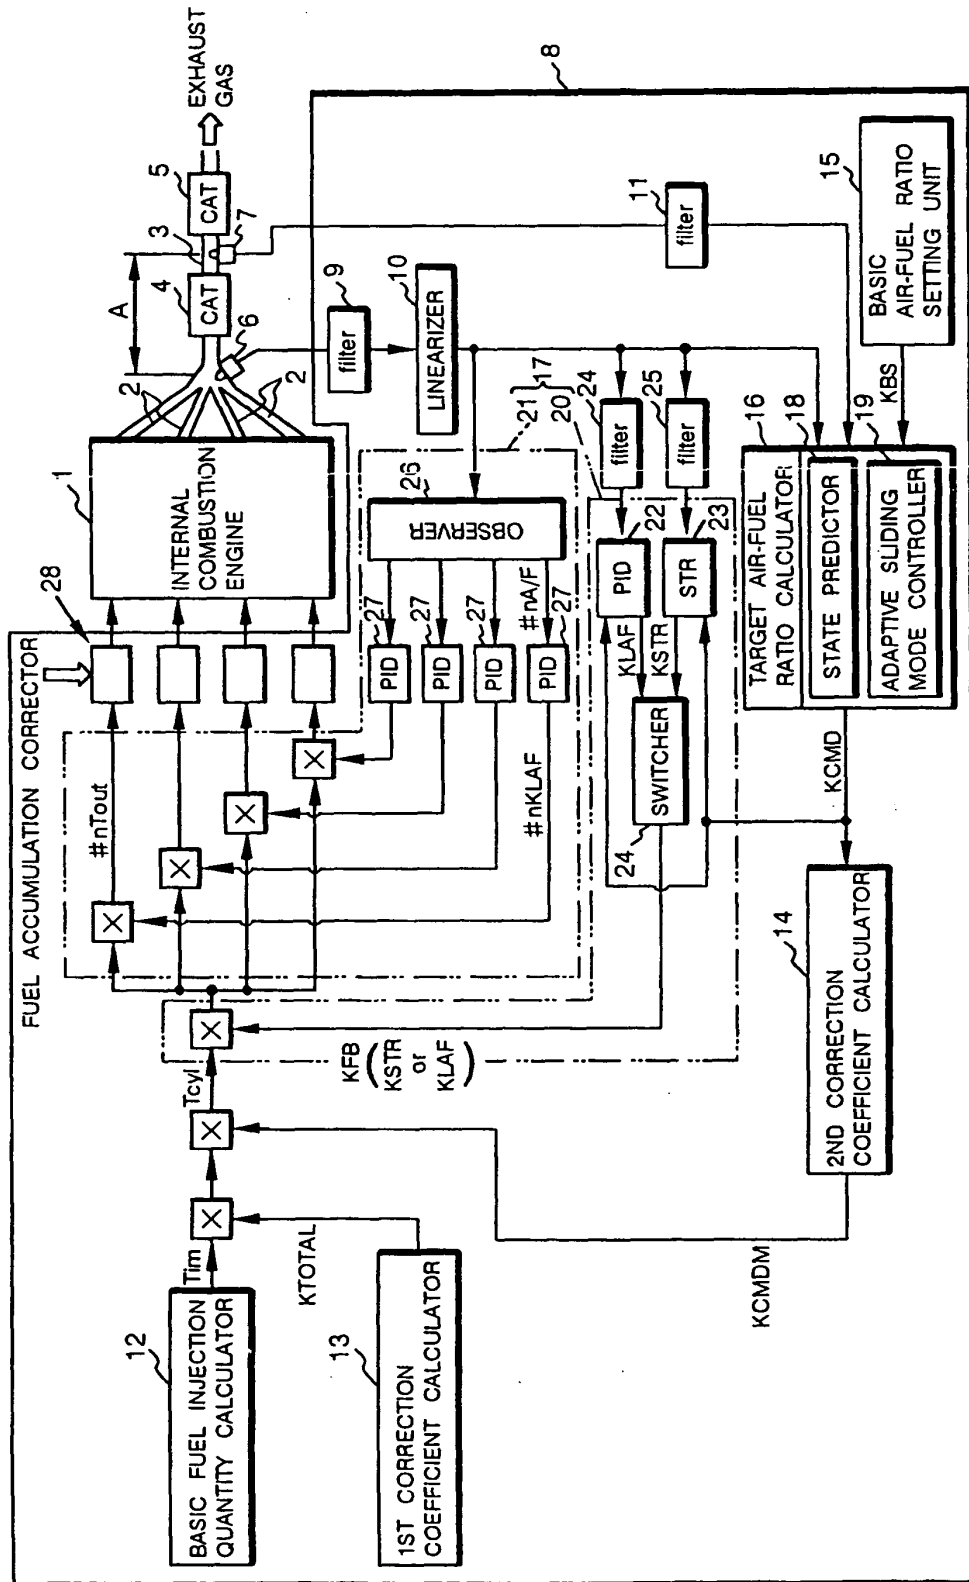 FUEL ACCUMULATION CORRECTOR
28
1
INTERNAL
COMBUSTION
ENGINE
2
2
A
4
CAT
3
7
5
CAT
EXHAUST
GAS
6
8
9
filter
10
LINEARIZER
11
filter
#nTout
×
×
×
×
26
OBSERVER
27
PID
27
PID
27
PID
27
PID
#nA/F
#nKLAF
21
17
20
24
filter
25
filter
22
PID
23
STR
KLAF
KSTR
SWITCHER
24
15
BASIC
AIR-FUEL RATIO
SETTING UNIT
KBS
16
TARGET AIR-FUEL
RATIO CALCULATOR
18
STATE PREDICTOR
19
ADAPTIVE SLIDING
MODE CONTROLLER
KCMD
14
2ND CORRECTION
COEFFICIENT CALCULATOR
KCMDM
12
BASIC FUEL INJECTION
QUANTITY CALCULATOR
Tim
×
×
Tcyl
×
KFB
(KSTR
or
KLAF)
KTOTAL
13
1ST CORRECTION
COEFFICIENT CALCULATOR